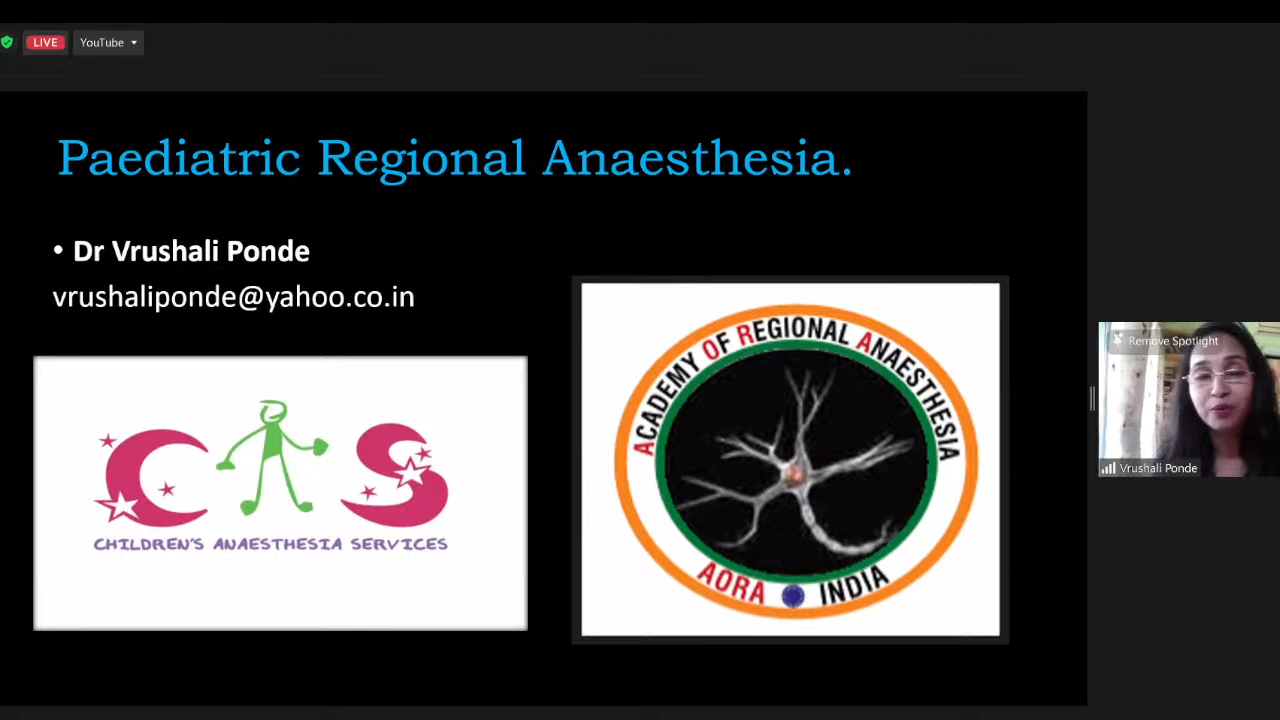 LIVE
YouTube
Paediatric Regional Anaesthesia.
• Dr Vrushali Ponde
vrushaliponde@yahoo.co.in
CHILDREN'S ANAESTHESIA SERVICES
ACADEMY OF REGIONAL ANAESTHESIA
AORA INDIA
Remove Spotlight
Vrushali Ponde